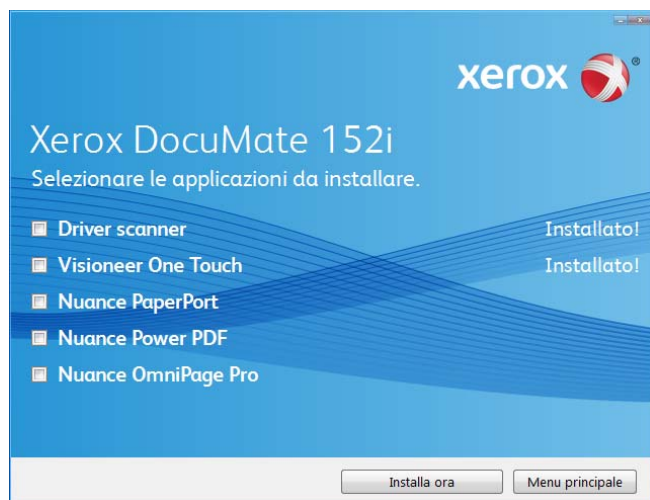 xerox ®
Xerox DocuMate 152i
Selezionare le applicazioni da installare.
Driver scanner Installato!
Visioneer One Touch Installato!
Nuance PaperPort
Nuance Power PDF
Nuance OmniPage Pro
Installa ora Menu principale